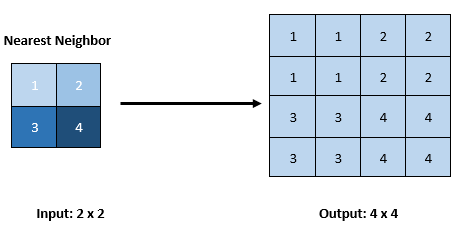 Nearest Neighbor
1 2
3 4
1 1 2 2
1 1 2 2
3 3 4 4
3 3 4 4
Input: 2 x 2
Output: 4 x 4